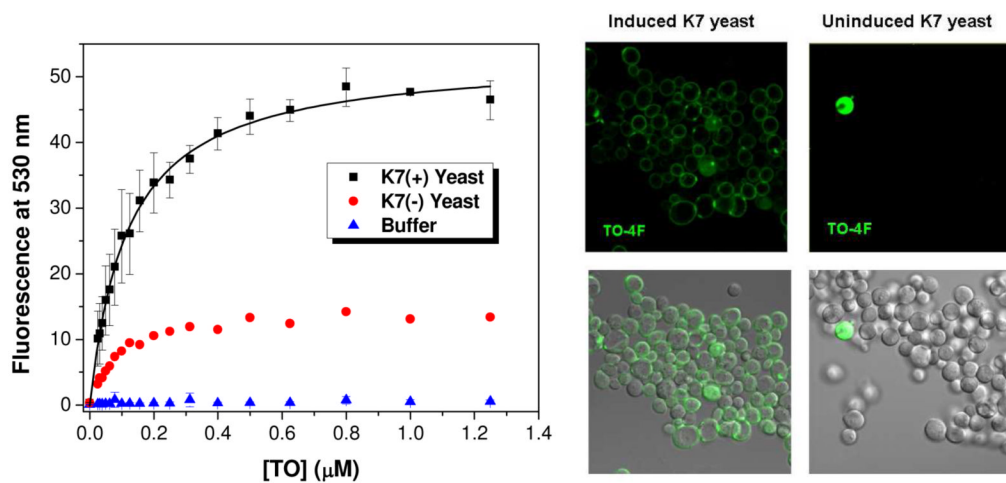 Induced K7 yeast
Uninduced K7 yeast
Fluorescence at 530 nm
50
40
30
20
10
0
K7(+) Yeast
K7(-) Yeast
Buffer
0.0 0.2 0.4 0.6 0.8 1.0 1.2 1.4
[TO] (μM)
TO-4F
TO-4F